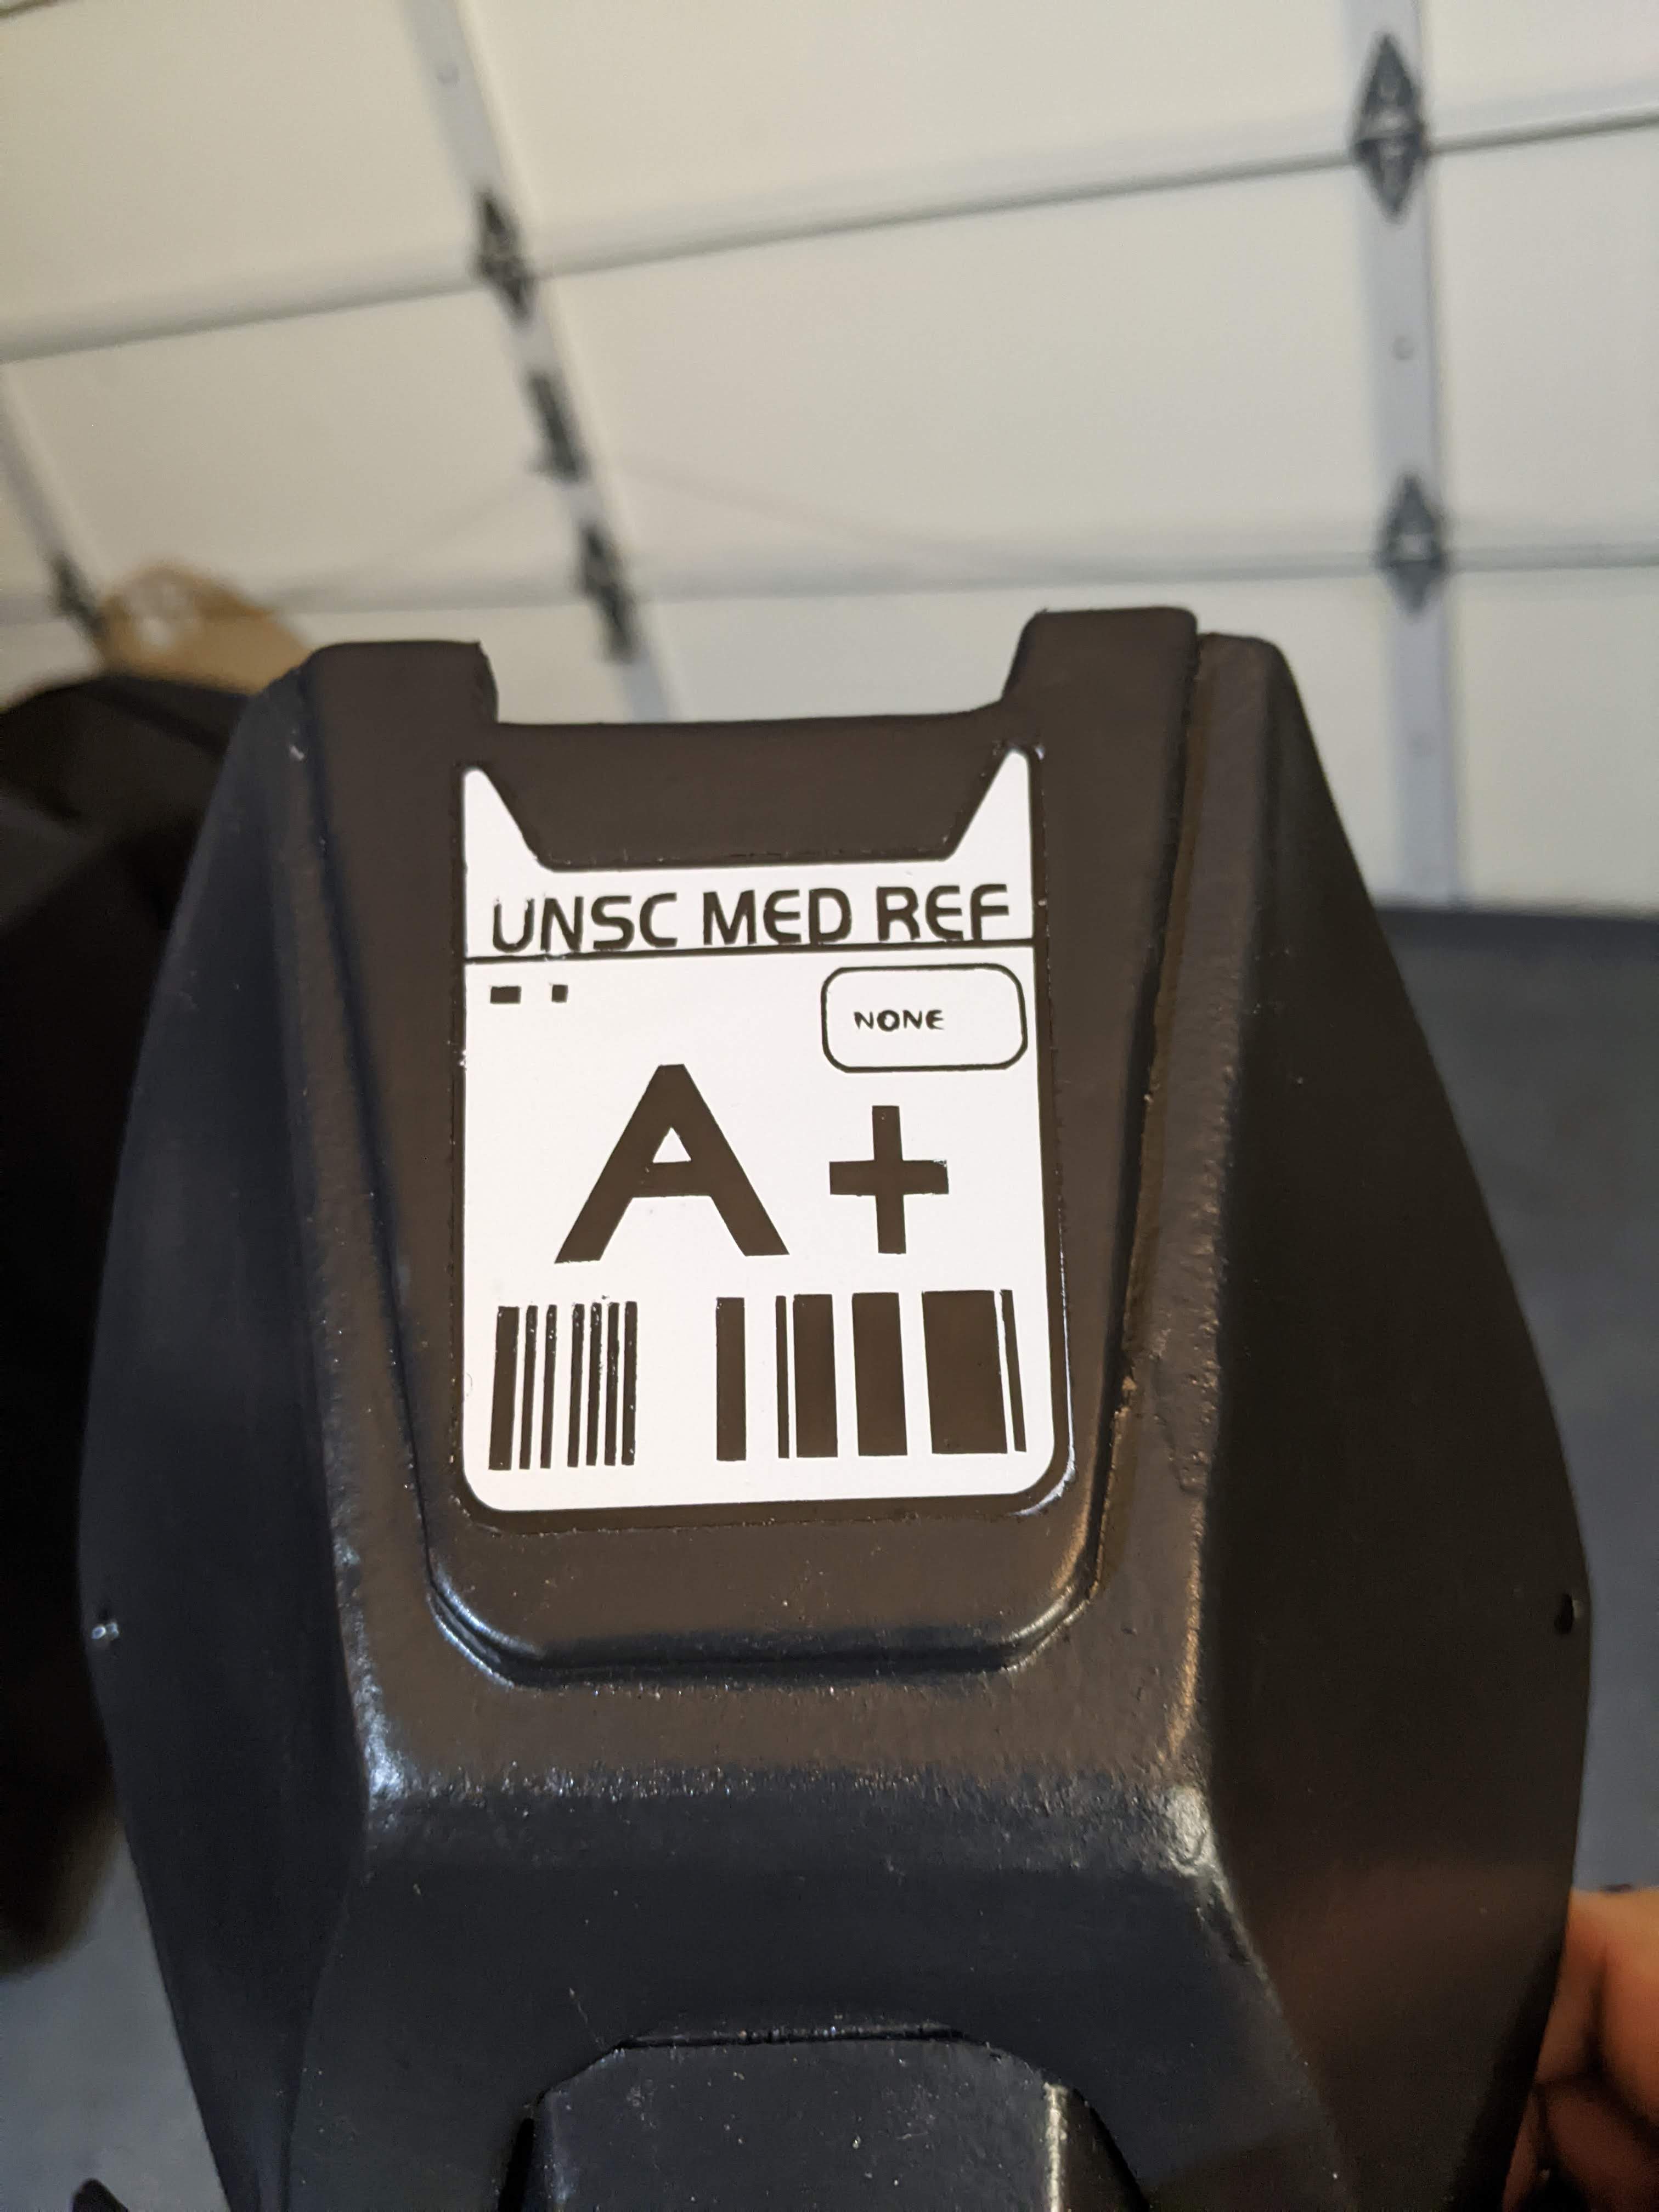 UNSC MED REF
NONE
A+